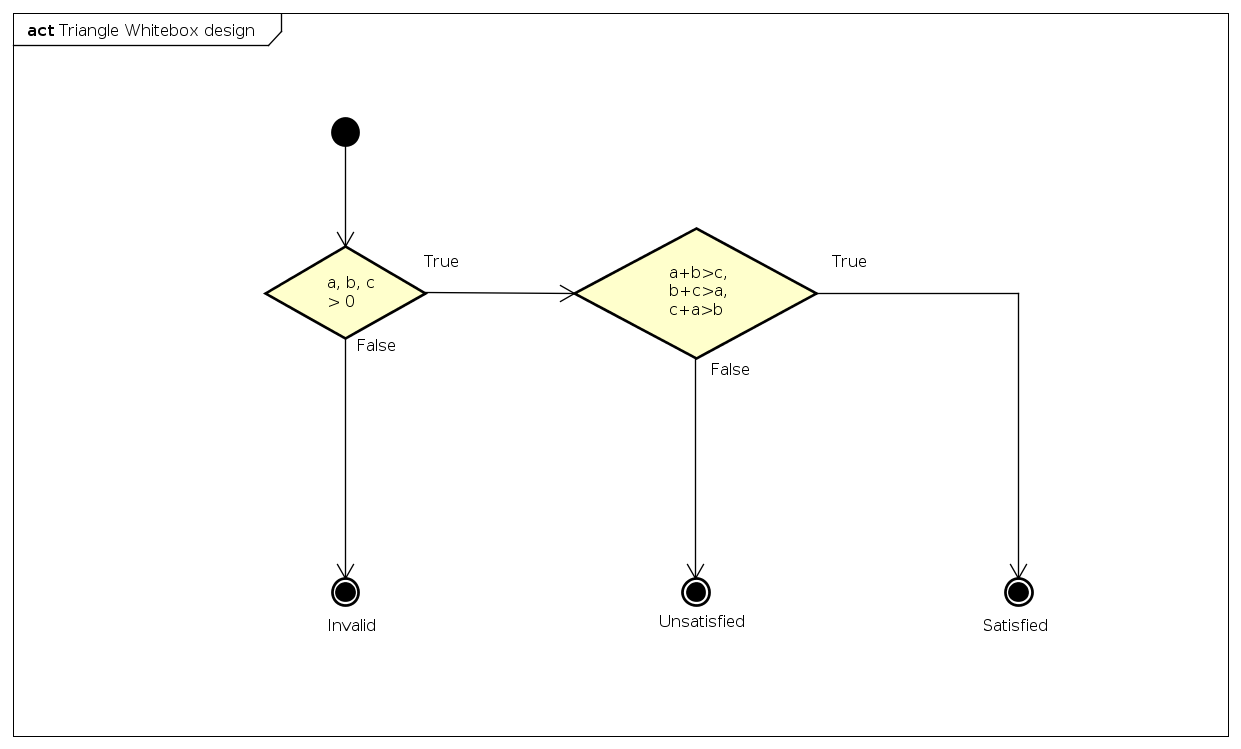 act Triangle Whitebox design
a, b, c
> 0
True
False
a+b>c,
b+c>a,
c+a>b
True
False
Invalid
Unsatisfied
Satisfied